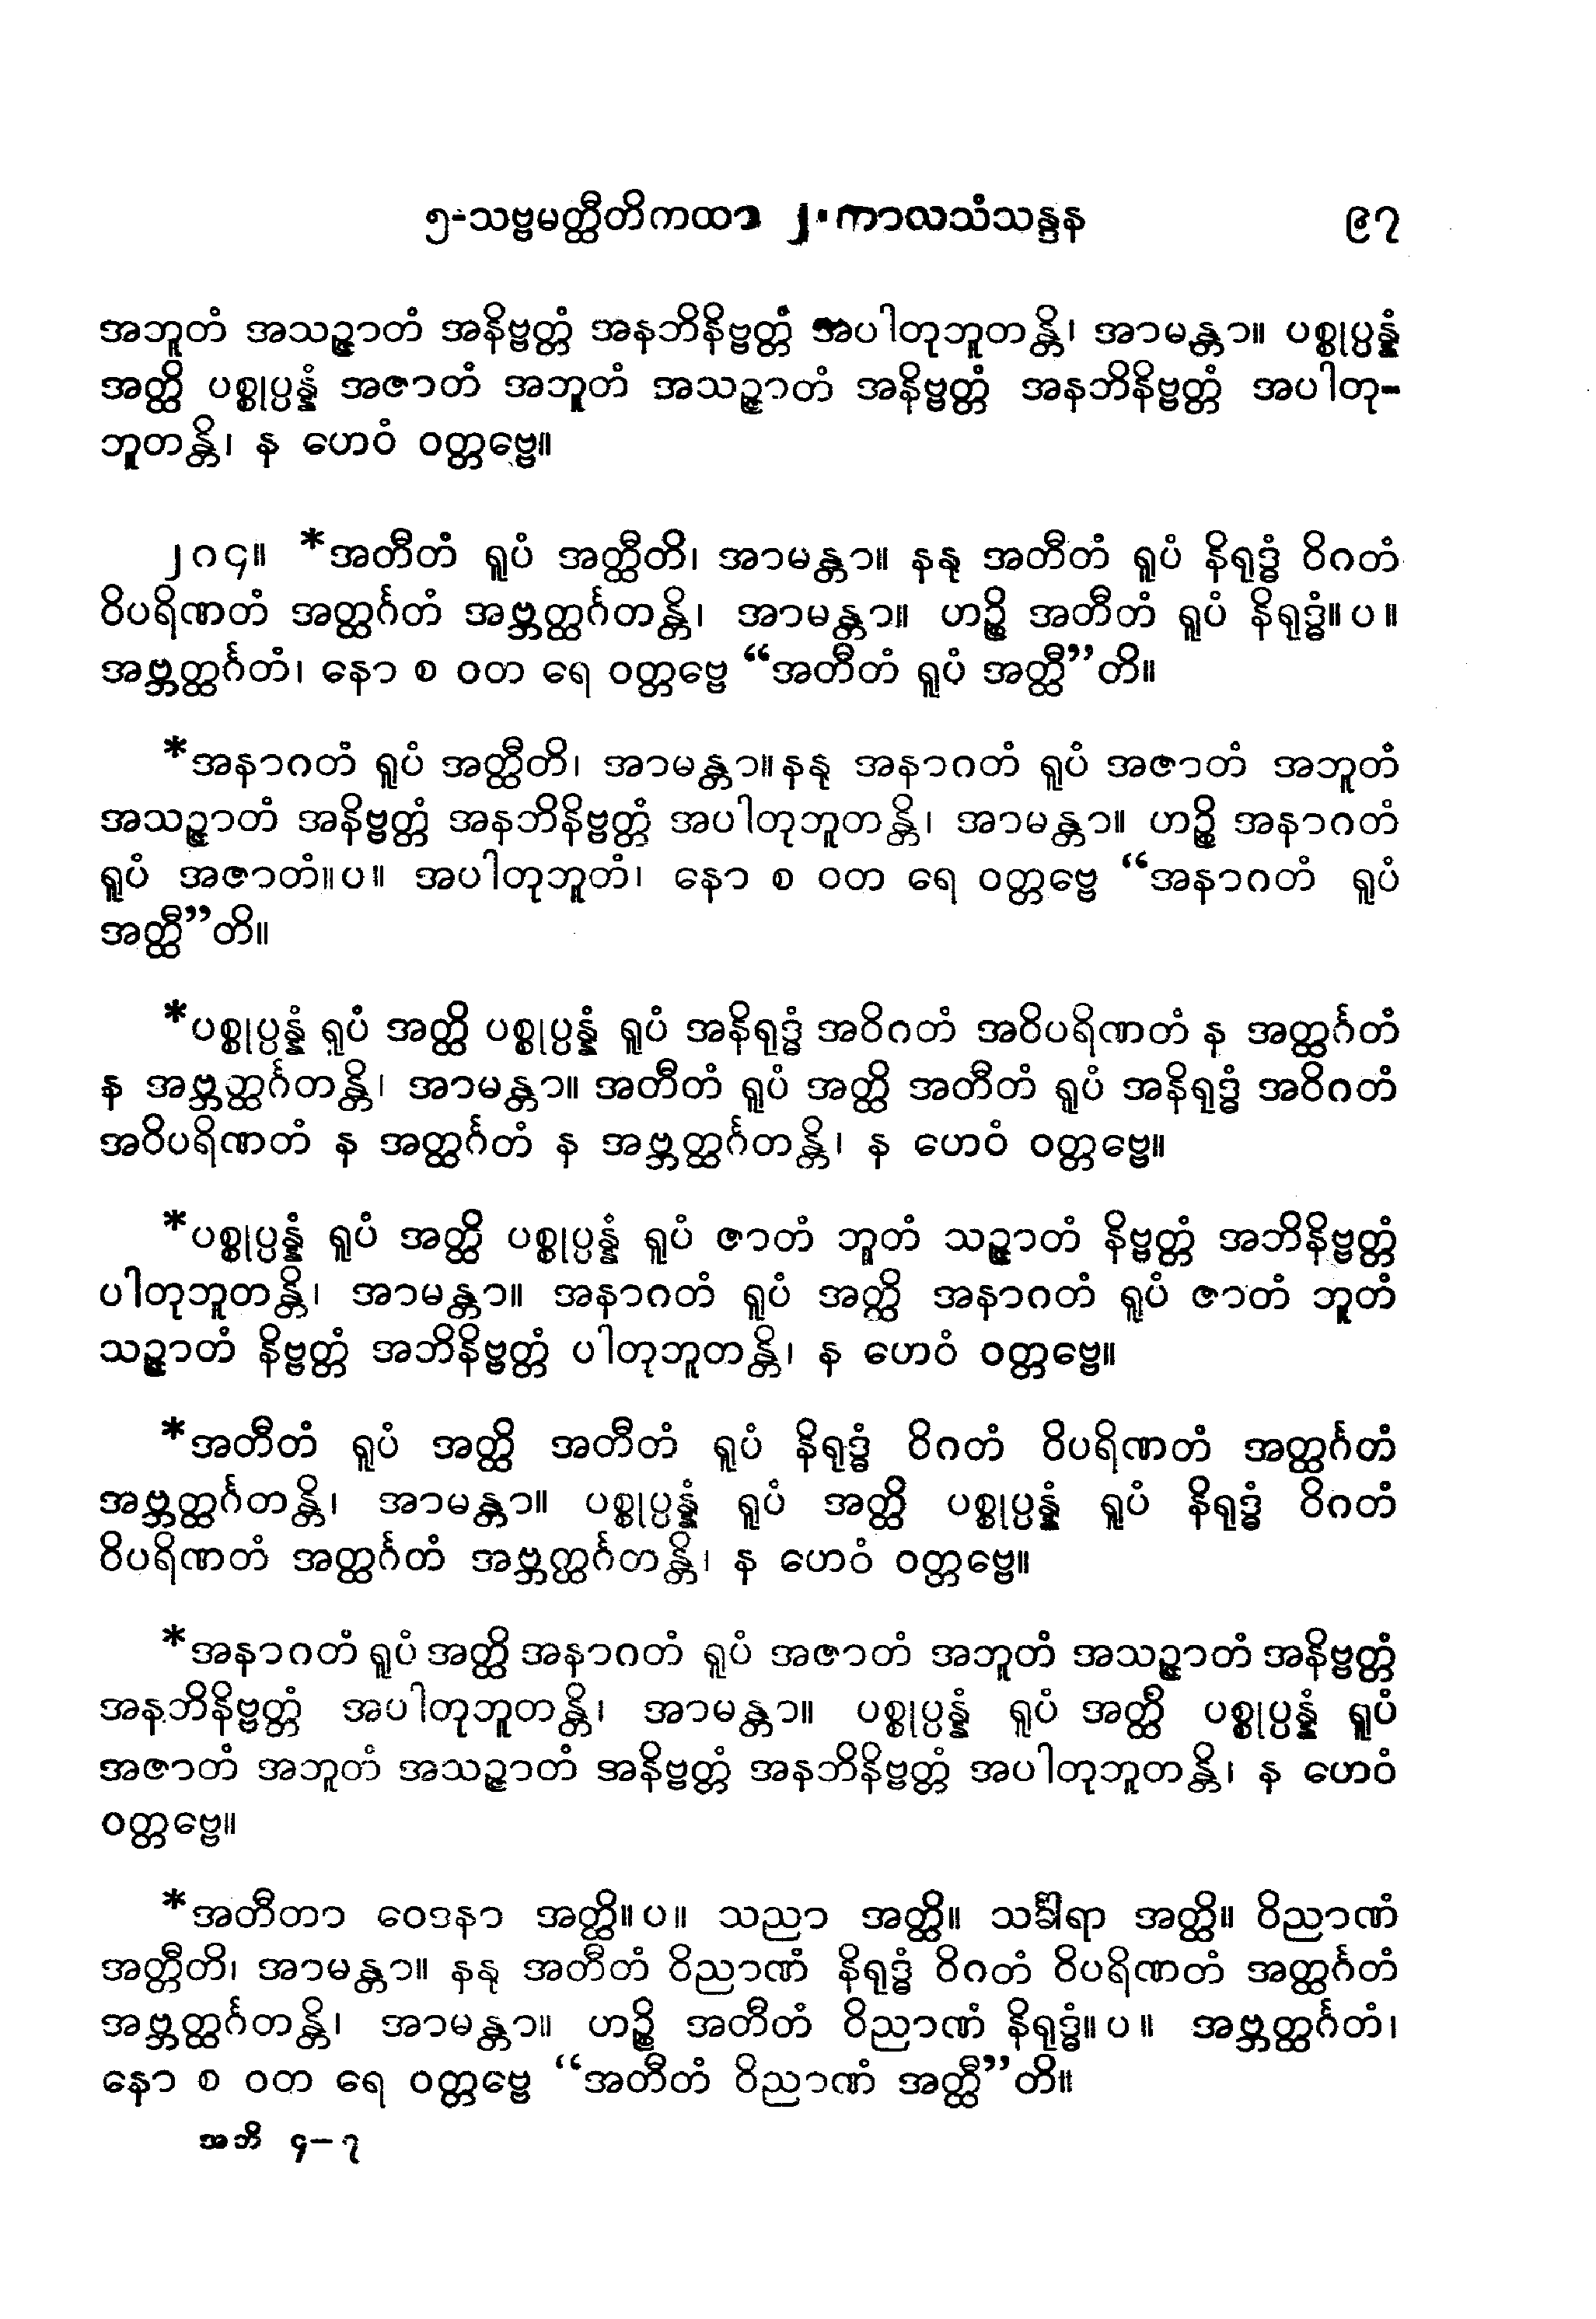 ၅-သဗ္ဗမတ္ထီတိကထာ ၂. ကာလသံသန္ဒန ၉၇
အဘူတံ အသဉ္ဇာတံ အနိဗ္ဗတ္တံ အနဘိနိဗ္ဗတ္တံ အပါတုဘူတန္တိ၊ အာမန္တာ။ ပစ္စုပ္ပန္နံ
အတ္ထိ ပစ္စုပ္ပန္နံ အဇာတံ အဘူတံ အသဉ္ဇာတံ အနိဗ္ဗတ္တံ အနဘိနိဗ္ဗတ္တံ အပါတု-
ဘူတန္တိ၊ န ဟေဝံ ဝတ္တဗ္ဗေ။
၂၈၄။ *အတီတံ ရူပံ အတ္ထီတိ၊ အာမန္တာ။ နနု အတီတံ ရူပံ နိရုဒ္ဓံ ဝိဂတံ
ဝိပရိဏတံ အတ္ထင်္ဂတံ အဗ္ဘတ္ထင်္ဂတန္တိ၊ အာမန္တာ။ ဟဉ္စိ အတီတံ ရူပံ နိရုဒ္ဓံ။ပ။
အဗ္ဘတ္ထင်္ဂတံ၊ နော စ ဝတ ရေ ဝတ္တဗ္ဗေ “အတီတံ ရူပံ အတ္ထီ”တိ။
*အနာဂတံ ရူပံ အတ္ထီတိ၊ အာမန္တာ။ နနု အနာဂတံ ရူပံ အဇာတံ အဘူတံ
အသဉ္ဇာတံ အနိဗ္ဗတ္တံ အနဘိနိဗ္ဗတ္တံ အပါတုဘူတန္တိ၊ အာမန္တာ။ ဟဉ္စိ အနာဂတံ
ရူပံ အဇာတံ။ပ။ အပါတုဘူတံ၊ နော စ ဝတ ရေ ဝတ္တဗ္ဗေ “အနာဂတံ ရူပံ
အတ္ထီ”တိ။
*ပစ္စုပ္ပန္နံ ရူပံ အတ္ထိ ပစ္စုပ္ပန္နံ ရူပံ အနိရုဒ္ဓံ အဝိဂတံ အဝိပရိဏတံ န အတ္ထင်္ဂတံ
န အဗ္ဘတ္ထင်္ဂတန္တိ၊ အာမန္တာ။ အတီတံ ရူပံ အတ္ထိ အတီတံ ရူပံ အနိရုဒ္ဓံ အဝိဂတံ
အဝိပရိဏတံ န အတ္ထင်္ဂတံ န အဗ္ဘတ္ထင်္ဂတန္တိ၊ န ဟေဝံ ဝတ္တဗ္ဗေ။
*ပစ္စုပ္ပန္နံ ရူပံ အတ္ထိ ပစ္စုပ္ပန္နံ ရူပံ ဇာတံ ဘူတံ သဉ္ဇာတံ နိဗ္ဗတ္တံ အဘိနိဗ္ဗတ္တံ
ပါတုဘူတန္တိ၊ အာမန္တာ။ အနာဂတံ ရူပံ အတ္ထိ အနာဂတံ ရူပံ ဇာတံ ဘူတံ
သဉ္ဇာတံ နိဗ္ဗတ္တံ အဘိနိဗ္ဗတ္တံ ပါတုဘူတန္တိ၊ န ဟေဝံ ဝတ္တဗ္ဗေ။
*အတီတံ ရူပံ အတ္ထိ အတီတံ ရူပံ နိရုဒ္ဓံ ဝိဂတံ ဝိပရိဏတံ အတ္ထင်္ဂတံ
အဗ္ဘတ္ထင်္ဂတန္တိ၊ အာမန္တာ။ ပစ္စုပ္ပန္နံ ရူပံ အတ္ထိ ပစ္စုပ္ပန္နံ ရူပံ နိရုဒ္ဓံ ဝိဂတံ
ဝိပရိဏတံ အတ္ထင်္ဂတံ အဗ္ဘတ္ထင်္ဂတန္တိ၊ န ဟေဝံ ဝတ္တဗ္ဗေ။
*အနာဂတံ ရူပံ အတ္ထိ အနာဂတံ ရူပံ အဇာတံ အဘူတံ အသဉ္ဇာတံ အနိဗ္ဗတ္တံ
အနဘိနိဗ္ဗတ္တံ အပါတုဘူတန္တိ၊ အာမန္တာ။ ပစ္စုပ္ပန္နံ ရူပံ အတ္ထိ ပစ္စုပ္ပန္နံ ရူပံ
အဇာတံ အဘူတံ အသဉ္ဇာတံ အနိဗ္ဗတ္တံ အနဘိနိဗ္ဗတ္တံ အပါတုဘူတန္တိ၊ န ဟေဝံ
ဝတ္တဗ္ဗေ။
*အတီတာ ဝေဒနာ အတ္ထိ။ပ။ သညာ အတ္ထိ။ သင်္ခါရာ အတ္ထိ။ ဝိညာဏံ
အတ္ထီတိ၊ အာမန္တာ။ နနု အတီတံ ဝိညာဏံ နိရုဒ္ဓံ ဝိဂတံ ဝိပရိဏတံ အတ္ထင်္ဂတံ
အဗ္ဘတ္ထင်္ဂတန္တိ၊ အာမန္တာ။ ဟဉ္စိ အတီတံ ဝိညာဏံ နိရုဒ္ဓံ။ပ။ အဗ္ဘတ္ထင်္ဂတံ၊
နော စ ဝတ ရေ ဝတ္တဗ္ဗေ “အတီတံ ဝိညာဏံ အတ္ထီ”တိ။
အဘိ ၄−၇